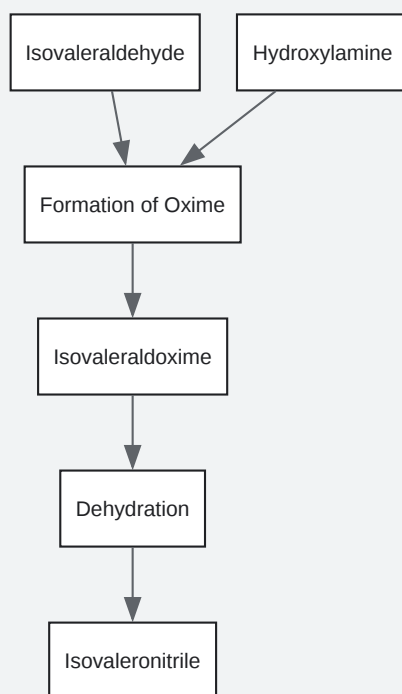 Isovaleraldehyde
Hydroxylamine
Formation of Oxime
Isovaleraldoxime
Dehydration
Isovaleronitrile